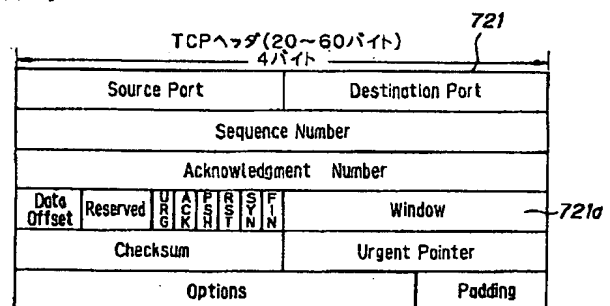 721
TCPヘッダ(20～60バイト)
4バイト
Source Port Destination Port
Sequence Number
Acknowledgment Number
Data Offset Reserved URG ACK PSH RST SYN FIN Window 721a
Checksum Urgent Pointer
Options Padding